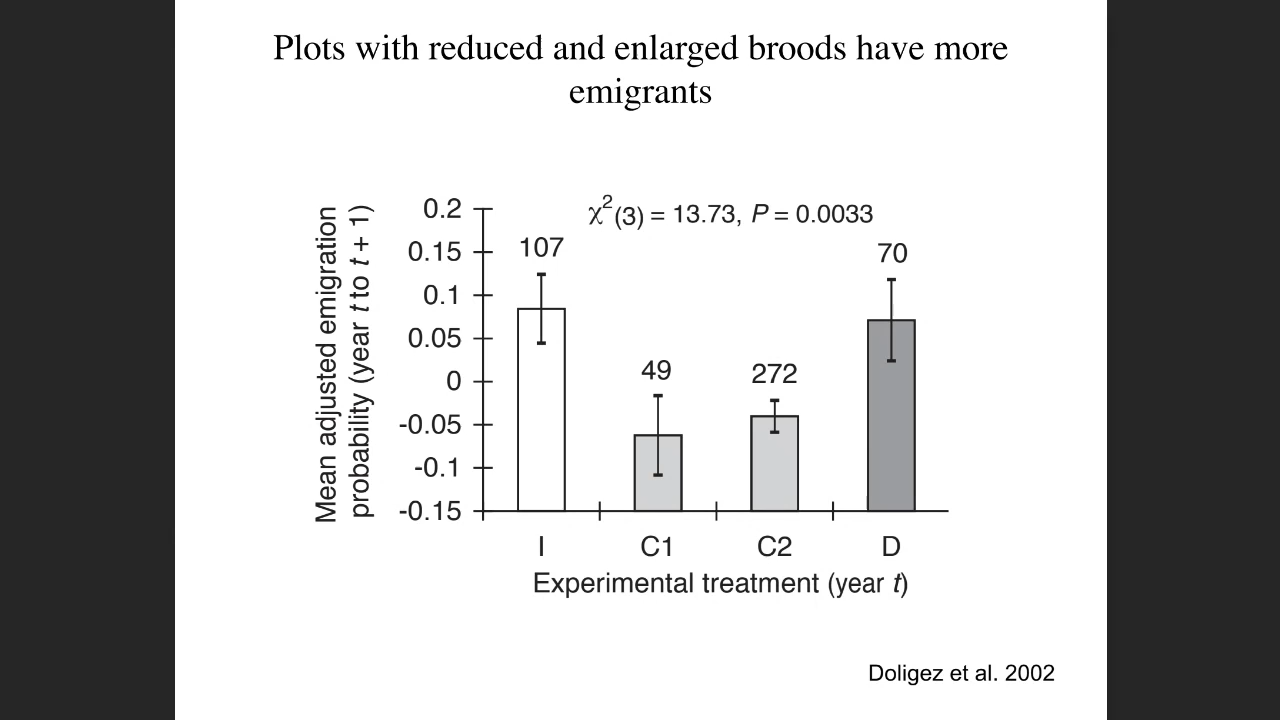 Plots with reduced and enlarged broods have more
emigrants
Mean adjusted emigration
probability (year t to t + 1)
χ²(3) = 13.73, P = 0.0033
0.2
0.15
0.1
0.05
0
-0.05
-0.1
-0.15
107
49
272
70
I
C1
C2
D
Experimental treatment (year t)
Doligez et al. 2002